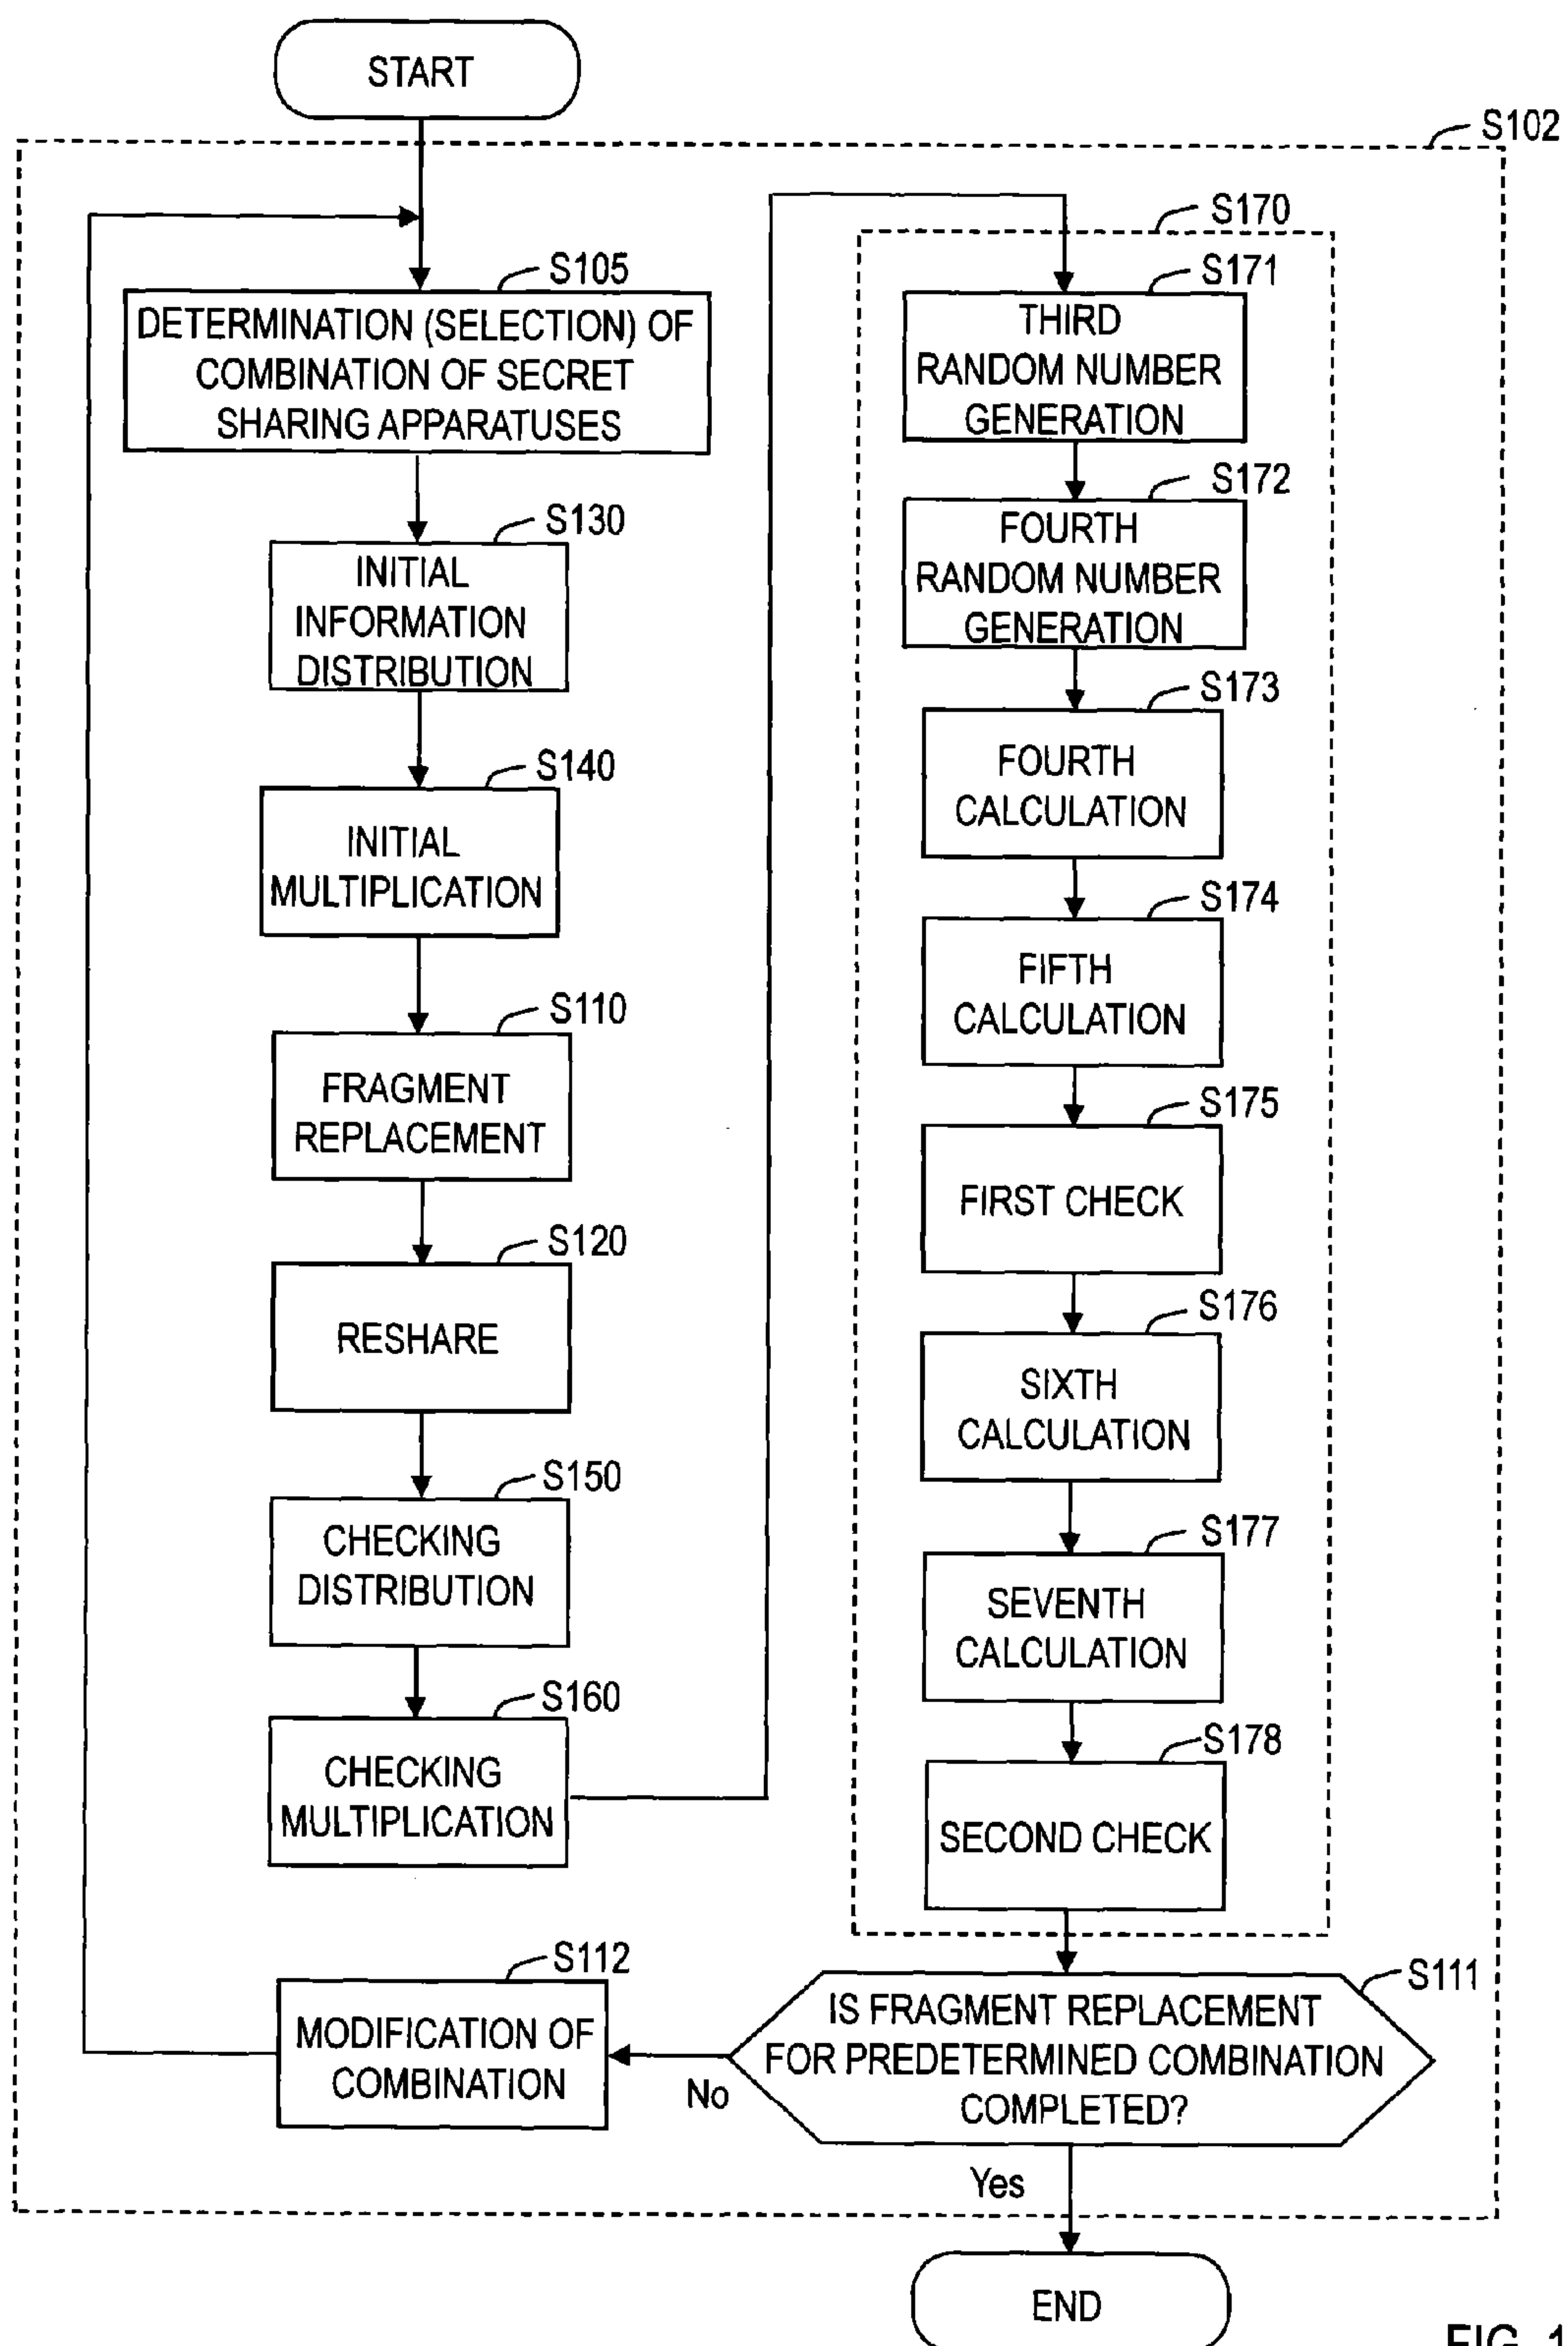 START
S102
S105
DETERMINATION (SELECTION) OF
COMBINATION OF SECRET
SHARING APPARATUSES
S130
INITIAL
INFORMATION
DISTRIBUTION
S140
INITIAL
MULTIPLICATION
S110
FRAGMENT
REPLACEMENT
S120
RESHARE
S150
CHECKING
DISTRIBUTION
S160
CHECKING
MULTIPLICATION
S170
S171
THIRD
RANDOM NUMBER
GENERATION
S172
FOURTH
RANDOM NUMBER
GENERATION
S173
FOURTH
CALCULATION
S174
FIFTH
CALCULATION
S175
FIRST CHECK
S176
SIXTH
CALCULATION
S177
SEVENTH
CALCULATION
S178
SECOND CHECK
S111
IS FRAGMENT REPLACEMENT
FOR PREDETERMINED COMBINATION
COMPLETED?
No
S112
MODIFICATION OF
COMBINATION
Yes
END